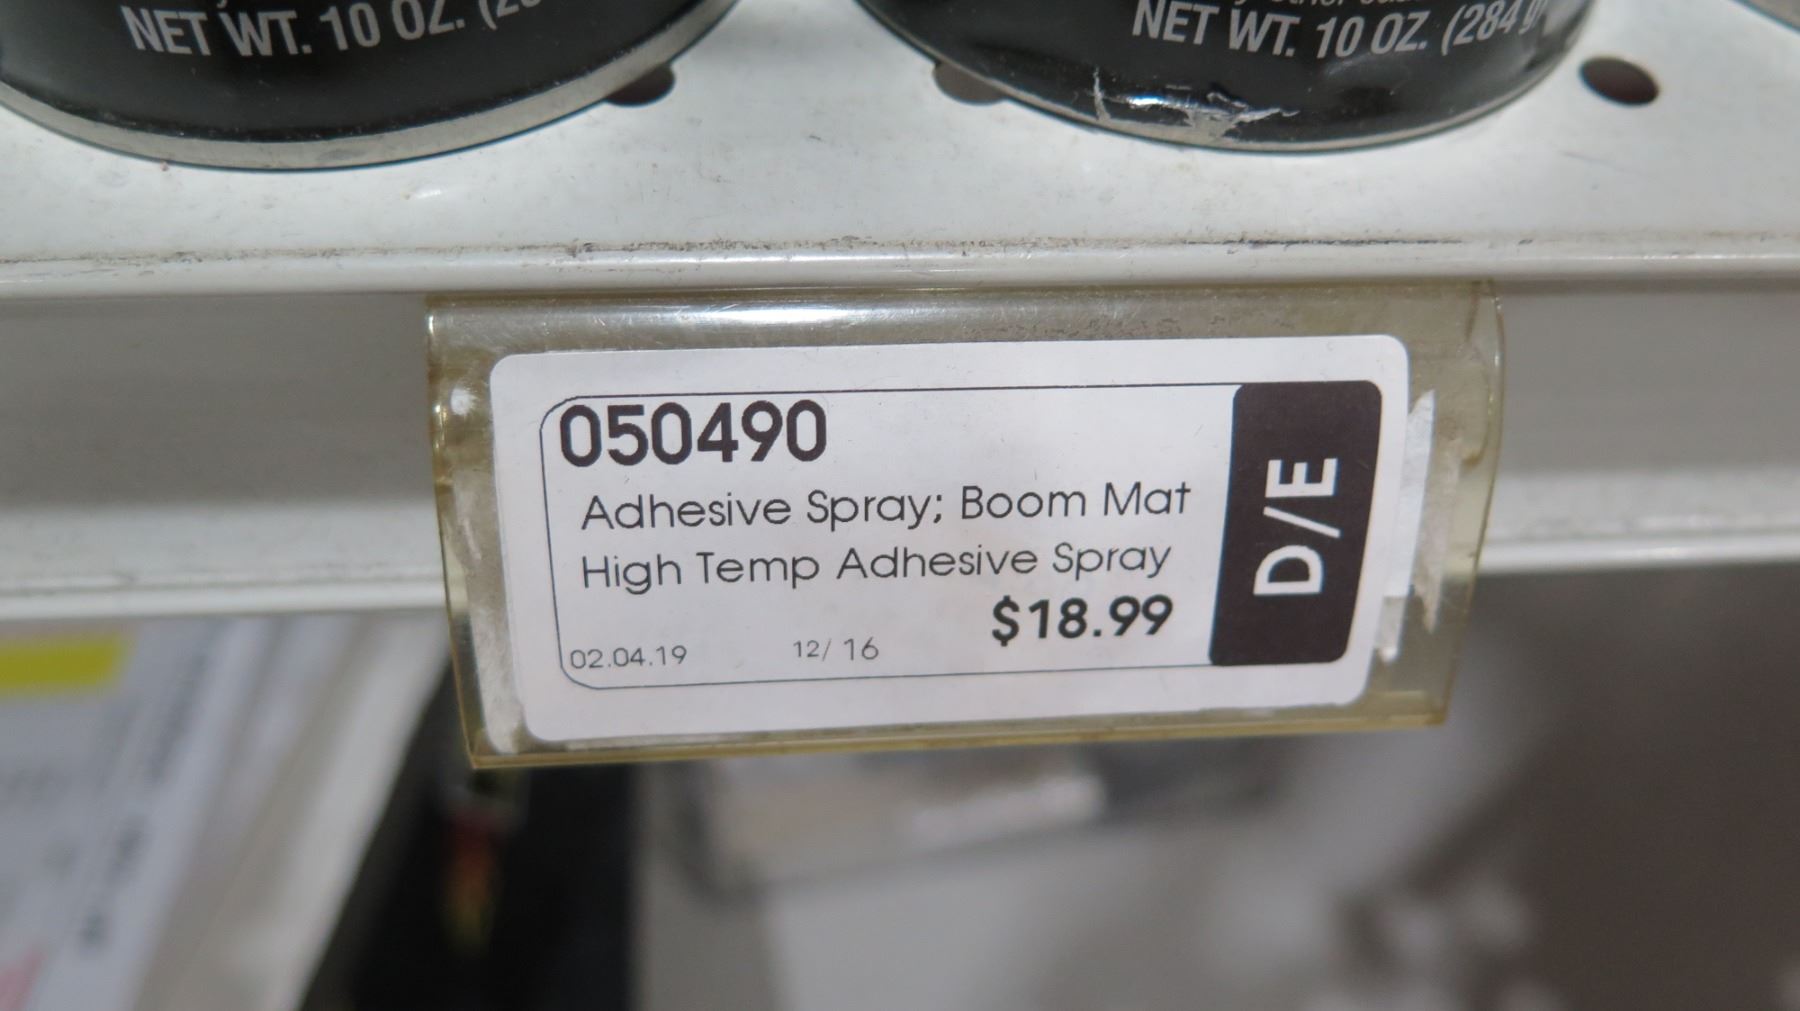 NET WT. 10 OZ.
NET WT. 10 OZ. (284 g)
050490
Adhesive Spray; Boom Mat
High Temp Adhesive Spray
$18.99
02.04.19 12/ 16
D/E